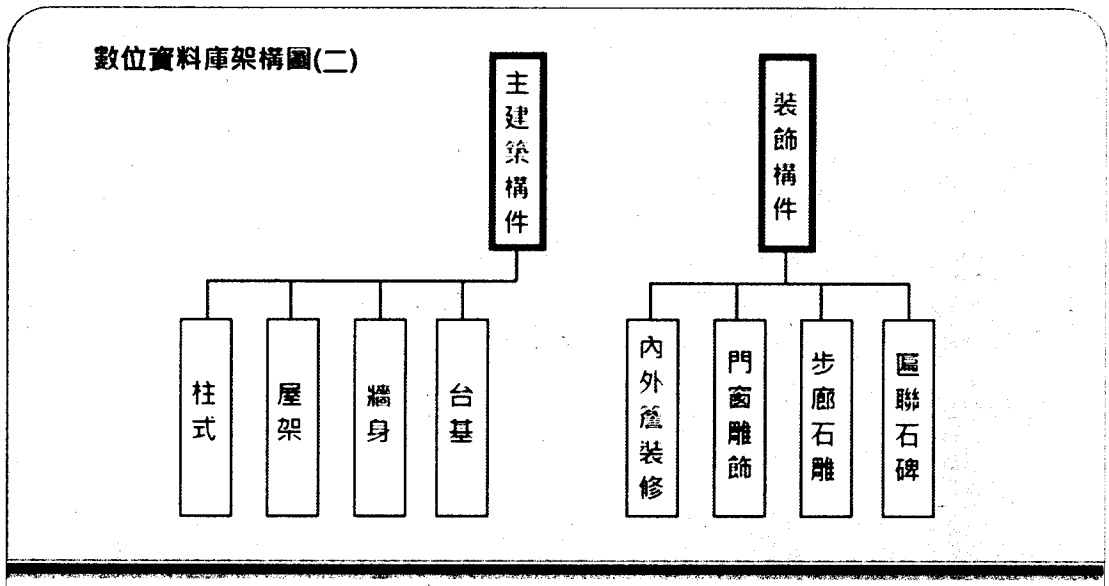 數位資料庫架構圖(二)
主建築構件
裝飾構件
柱式
屋架
牆身
台基
內外簷裝修
門窗雕飾
步廊石雕
匾聯石碑